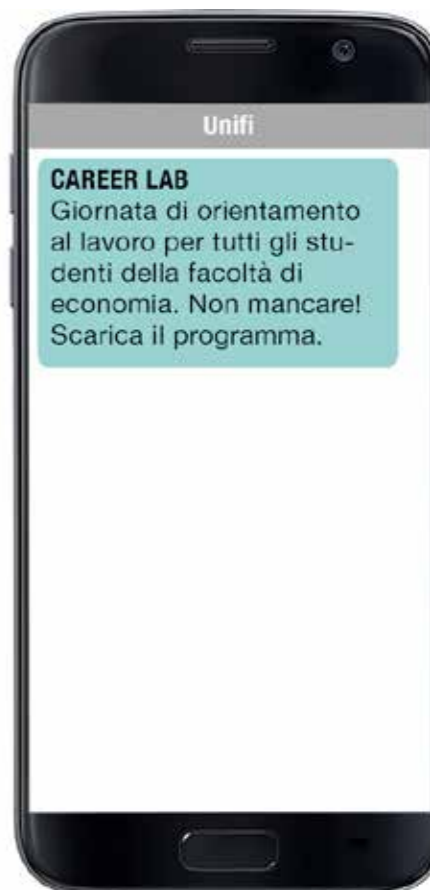 Unifi
CAREER LAB
Giornata di orientamento
al lavoro per tutti gli stu-
denti della facoltà di
economia. Non mancare!
Scarica il programma.